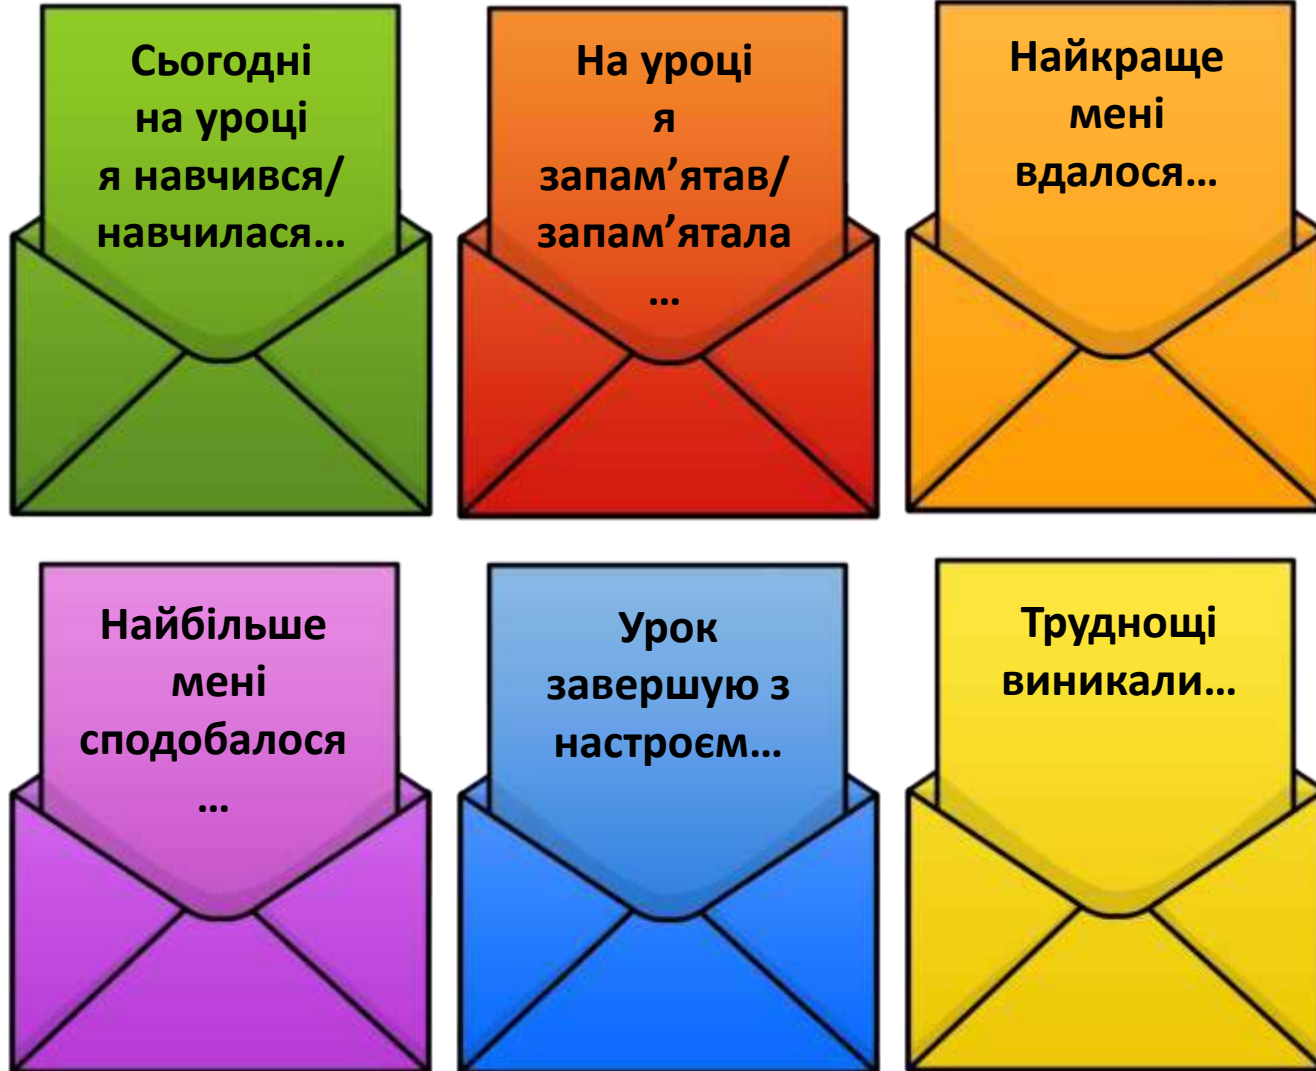 Сьогодні
на уроці
я навчився/
навчилася…
На уроці
я
запам’ятав/
запам’ятала
…
Найкраще
мені
вдалося…
Найбільше
мені
сподобалося
…
Урок
завершую з
настроєм…
Труднощі
виникали…